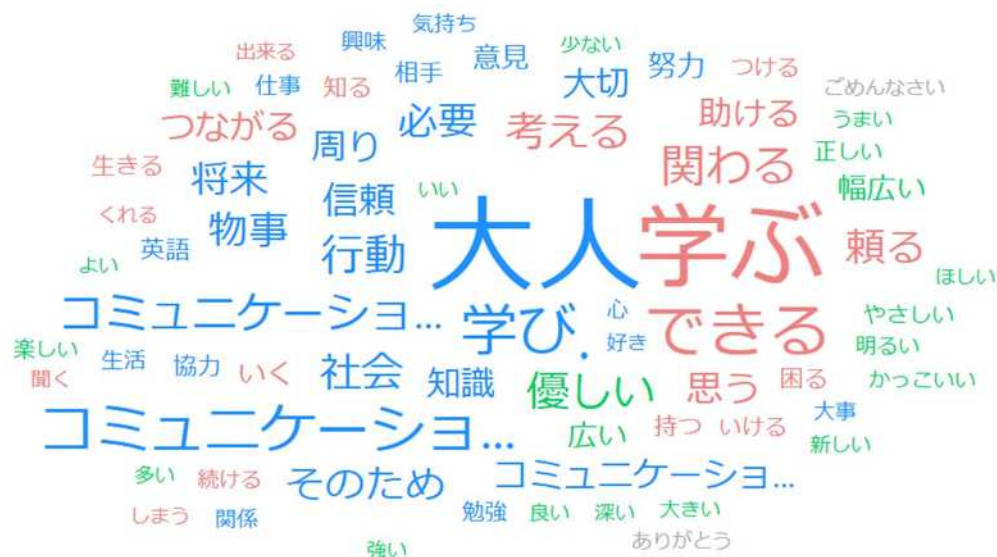 気持ち
興味
少ない
出来る
意見
相手
大切
努力
つける
難しい
仕事
知る
ごめんなさい
つながる
必要
考える
助ける
うまい
周り
関わる
正しい
生きる
将来
信頼
いい
幅広い
くれる
物事
大人
学ぶ
英語
行動
頼る
よい
ほしい
コミュニケーショ...
学び.
心
できる
やさしい
好き
明るい
楽しい
生活
協力
いく
社会
知識
優しい
思う
困る
かっこいい
聞く
コミュニケーショ...
広い
持つ
いける
大事
新しい
多い
続ける
そのため
コミュニケーショ...
しまう
関係
勉強
良い
深い
大きい
強い
ありがとう